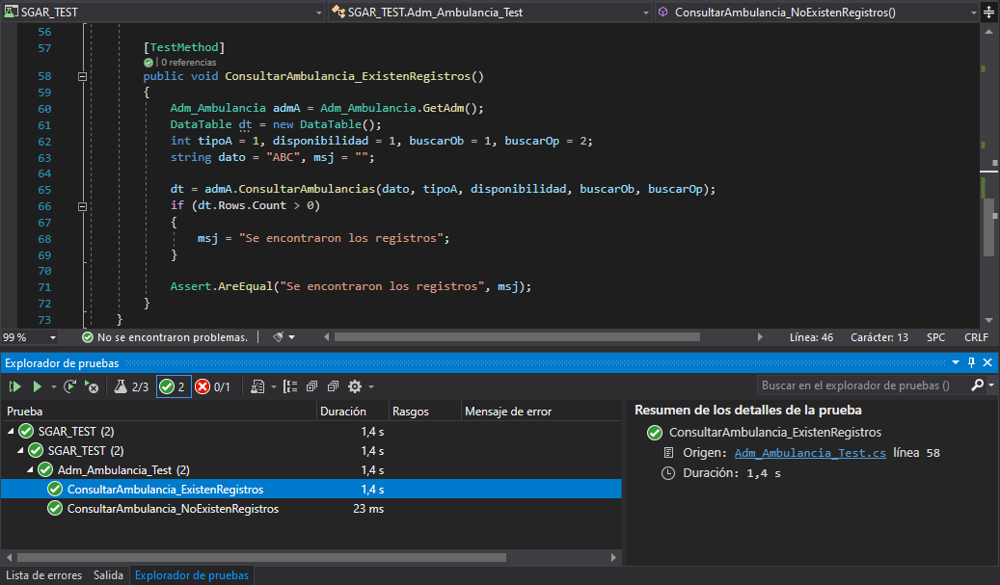 SGAR_TEST SGAR_TEST.Adm_Ambulancia_Test ConsultarAmbulancia_NoExistenRegistros()
56
57 [TestMethod]
0 referencias
58 public void ConsultarAmbulancia_ExistenRegistros()
59 {
60 Adm_Ambulancia admA = Adm_Ambulancia.GetAdm();
61 DataTable dt = new DataTable();
62 int tipoA = 1, disponibilidad = 1, buscarOb = 1, buscarOp = 2;
63 string dato = "ABC", msj = "";
64
65 dt = admA.ConsultarAmbulancias(dato, tipoA, disponibilidad, buscarOb, buscarOp);
66 if (dt.Rows.Count > 0)
67 {
68 msj = "Se encontraron los registros";
69 }
70
71 Assert.AreEqual("Se encontraron los registros", msj);
72 }
73 }
99 % No se encontraron problemas. Línea: 46 Carácter: 13 SPC CRLF
Explorador de pruebas
2/3 2 0/1 Buscar en el explorador de pruebas ()
Prueba Duración Rasgos Mensaje de error
SGAR_TEST (2) 1,4 s
SGAR_TEST (2) 1,4 s
Adm_Ambulancia_Test (2) 1,4 s
ConsultarAmbulancia_ExistenRegistros 1,4 s
ConsultarAmbulancia_NoExistenRegistros 23 ms
Resumen de los detalles de la prueba
ConsultarAmbulancia_ExistenRegistros
Origen: Adm_Ambulancia_Test.cs línea 58
Duración: 1,4 s
Lista de errores Salida Explorador de pruebas